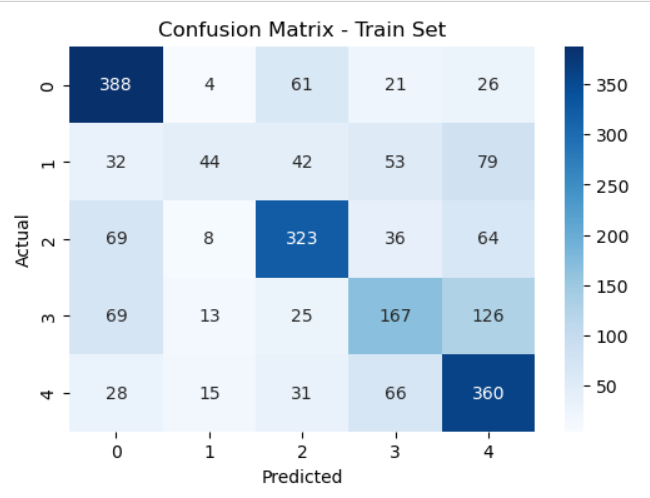 Confusion Matrix - Train Set
0 388 4 61 21 26
1 32 44 42 53 79
2 69 8 323 36 64
3 69 13 25 167 126
4 28 15 31 66 360
0 1 2 3 4
Actual
Predicted
350
300
250
200
150
100
50